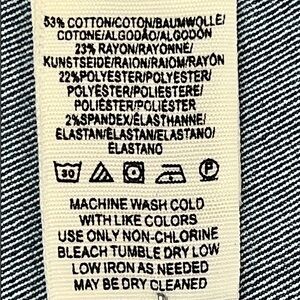 53% COTTON/COTON/BAUMWOLLE/
COTONE/ALGODÃO/ALGODÓN
23% RAYON/RAYONNE/
KUNSTSEIDE/RAION/RAIOM/RAYÓN
22%POLYESTER/POLYESTER/
POLYESTER/POLIESTERE/
POLIÉSTER/POLIÉSTER
2%SPANDEX/ÉLASTHANNE/
ELASTAN/ELASTAN/ELASTANO/
ELASTANO
30 P
MACHINE WASH COLD
WITH LIKE COLORS
USE ONLY NON-CHLORINE
BLEACH TUMBLE DRY LOW
LOW IRON AS NEEDED
MAY BE DRY CLEANED